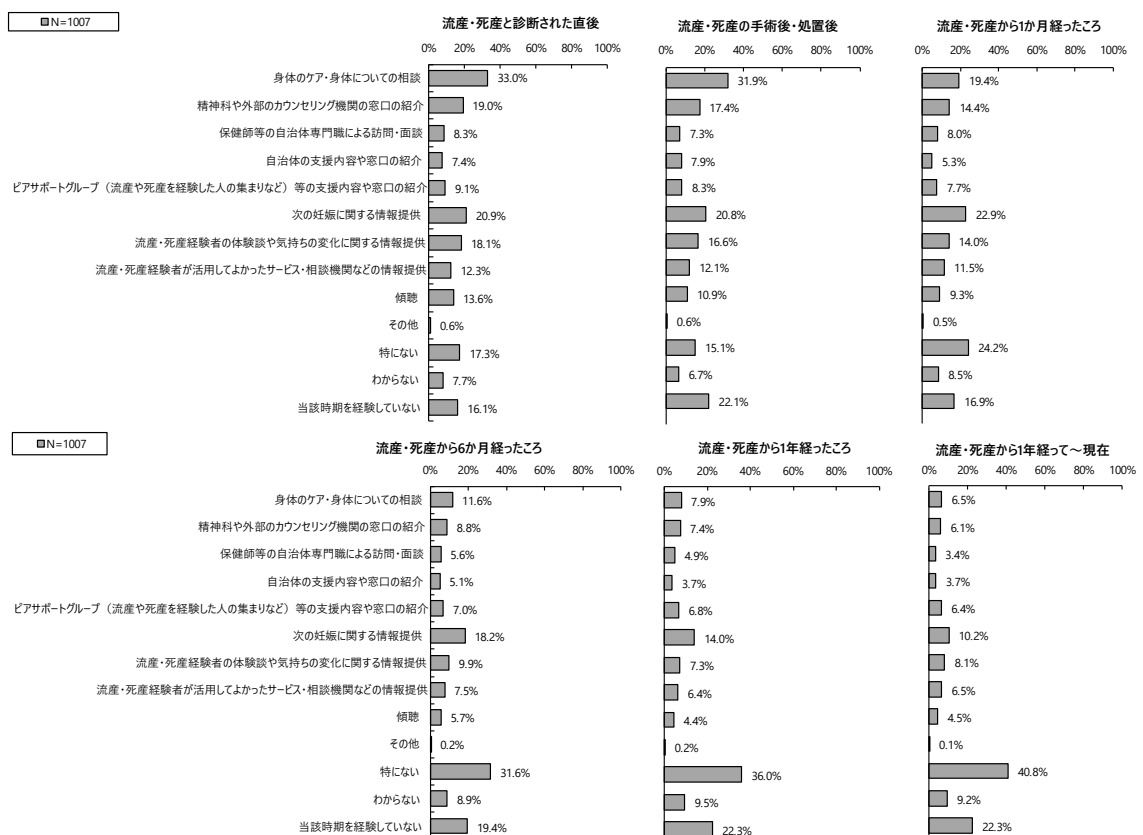 N=1007
流産・死産と診断された直後
流産・死産の手術後・処置後
流産・死産から1か月経ったころ
0% 20% 40% 60% 80% 100%
0% 20% 40% 60% 80% 100%
0% 20% 40% 60% 80% 100%
身体のケア・身体についての相談 33.0% 31.9% 19.4%
精神科や外部のカウンセリング機関の窓口の紹介 19.0% 17.4% 14.4%
保健師等の自治体専門職による訪問・面談 8.3% 7.3% 8.0%
自治体の支援内容や窓口の紹介 7.4% 7.9% 5.3%
ピアサポートグループ（流産や死産を経験した人の集まりなど）等の支援内容や窓口の紹介 9.1% 8.3% 7.7%
次の妊娠に関する情報提供 20.9% 20.8% 22.9%
流産・死産経験者の体験談や気持ちの変化に関する情報提供 18.1% 16.6% 14.0%
流産・死産経験者が活用してよかったサービス・相談機関などの情報提供 12.3% 12.1% 11.5%
傾聴 13.6% 10.9% 9.3%
その他 0.6% 0.6% 0.5%
特にない 17.3% 15.1% 24.2%
わからない 7.7% 6.7% 8.5%
当該時期を経験していない 16.1% 22.1% 16.9%
N=1007
流産・死産から6か月経ったころ
流産・死産から1年経ったころ
流産・死産から1年経って～現在
0% 20% 40% 60% 80% 100%
0% 20% 40% 60% 80% 100%
0% 20% 40% 60% 80% 100%
身体のケア・身体についての相談 11.6% 7.9% 6.5%
精神科や外部のカウンセリング機関の窓口の紹介 8.8% 7.4% 6.1%
保健師等の自治体専門職による訪問・面談 5.6% 4.9% 3.4%
自治体の支援内容や窓口の紹介 5.1% 3.7% 3.7%
ピアサポートグループ（流産や死産を経験した人の集まりなど）等の支援内容や窓口の紹介 7.0% 6.8% 6.4%
次の妊娠に関する情報提供 18.2% 14.0% 10.2%
流産・死産経験者の体験談や気持ちの変化に関する情報提供 9.9% 7.3% 8.1%
流産・死産経験者が活用してよかったサービス・相談機関などの情報提供 7.5% 6.4% 6.5%
傾聴 5.7% 4.4% 4.5%
その他 0.2% 0.2% 0.1%
特にない 31.6% 36.0% 40.8%
わからない 8.9% 9.5% 9.2%
当該時期を経験していない 19.4% 22.3% 22.3%